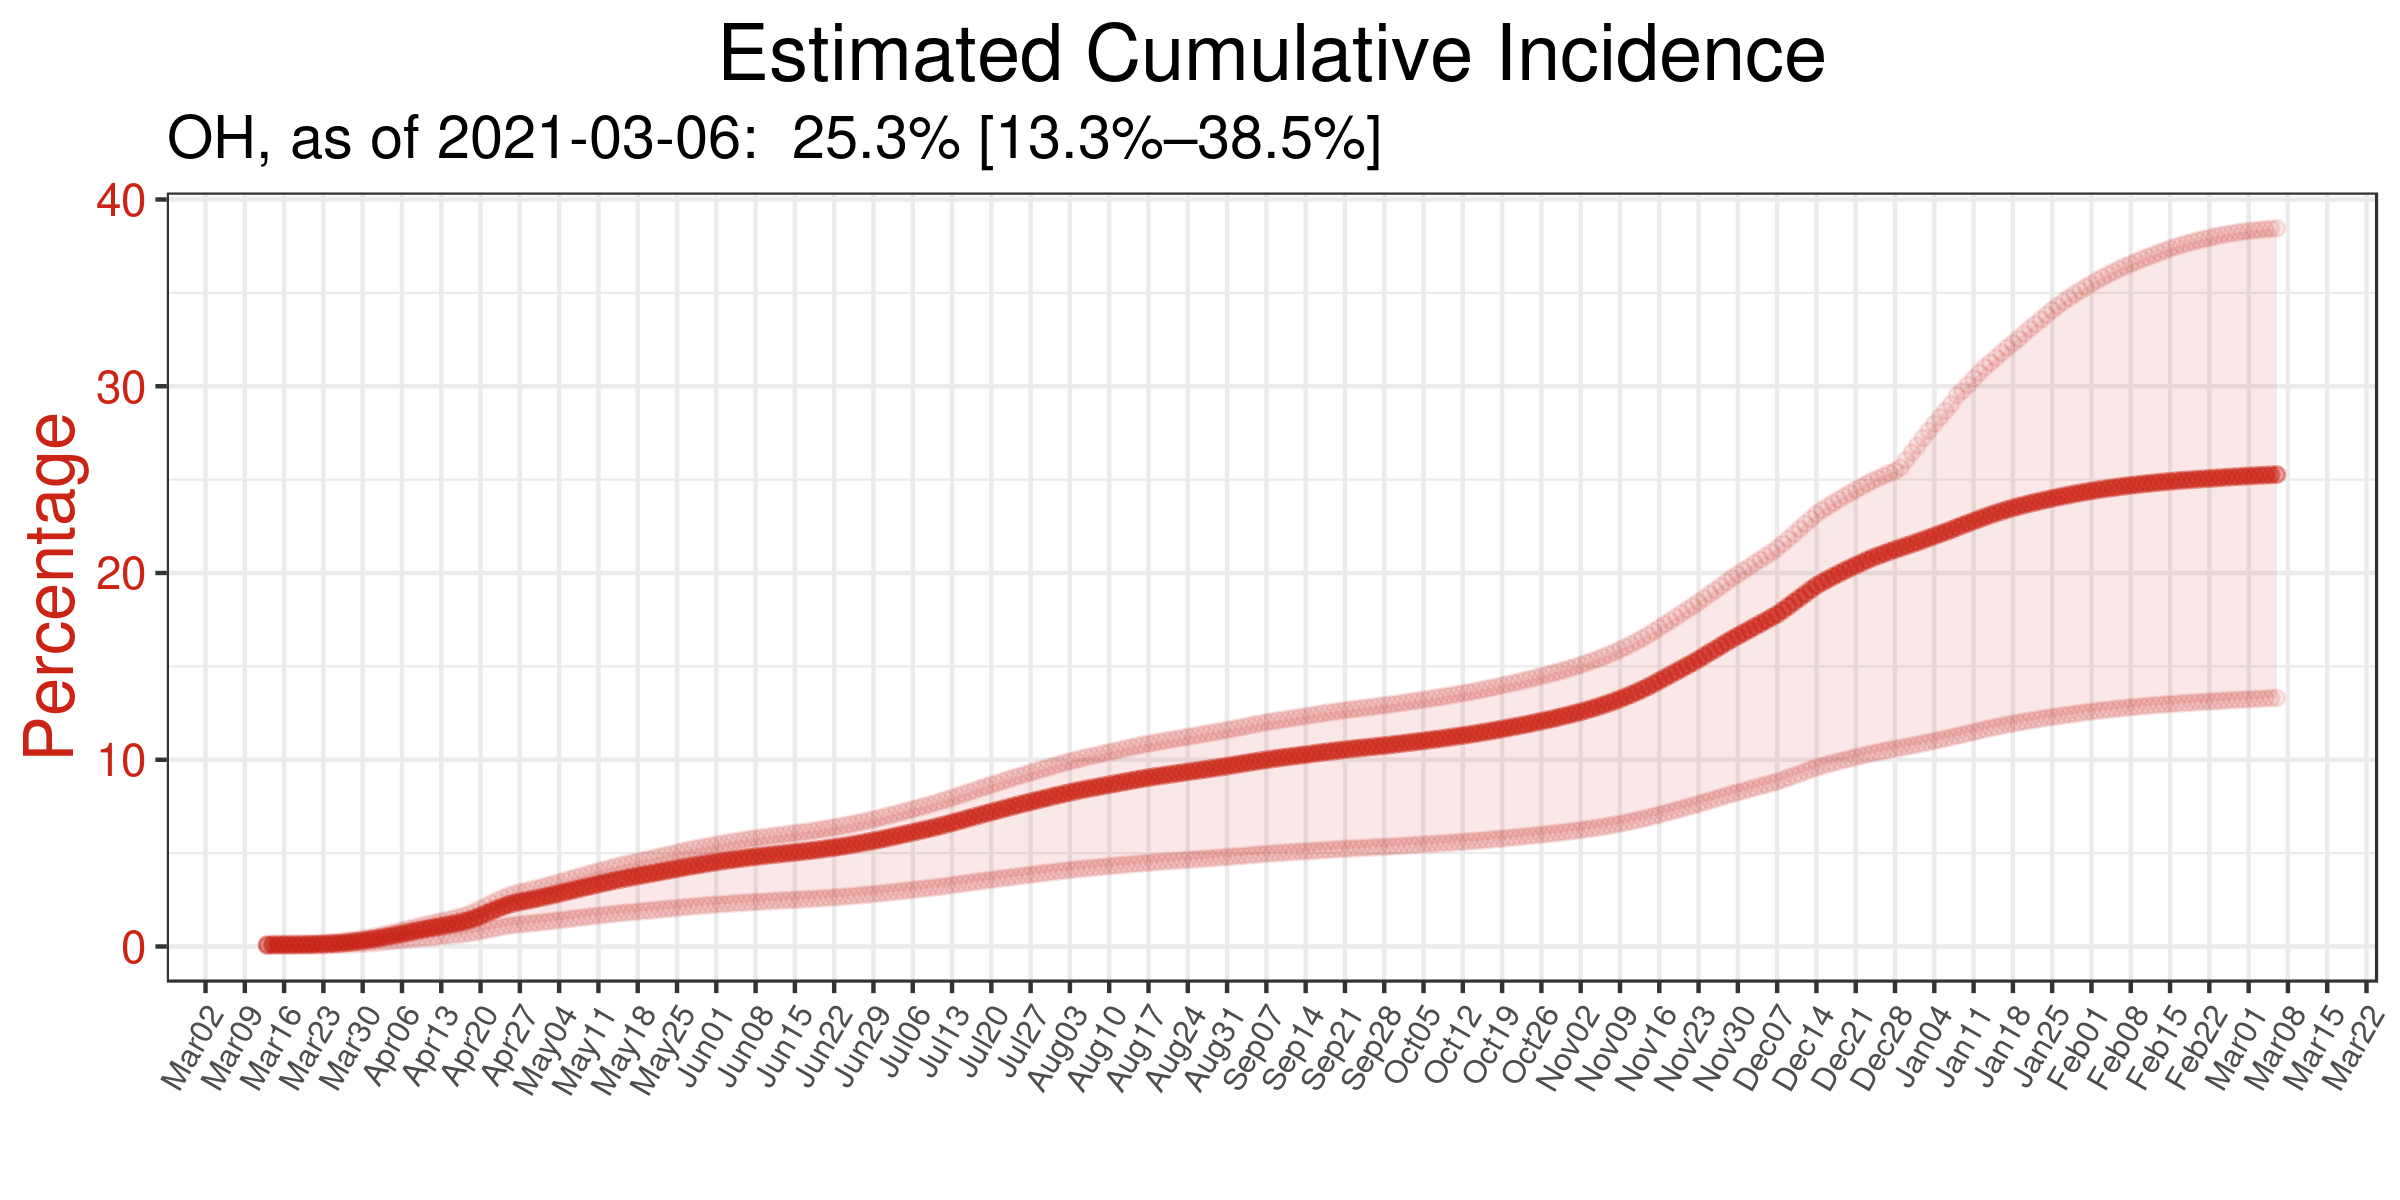 Estimated Cumulative Incidence
OH, as of 2021-03-06:  25.3% [13.3%–38.5%]
Percentage
40
30
20
10
0
Mar02
Mar09
Mar16
Mar23
Mar30
Apr06
Apr13
Apr20
Apr27
May04
May11
May18
May25
Jun01
Jun08
Jun15
Jun22
Jun29
Jul06
Jul13
Jul20
Jul27
Aug03
Aug10
Aug17
Aug24
Aug31
Sep07
Sep14
Sep21
Sep28
Oct05
Oct12
Oct19
Oct26
Nov02
Nov09
Nov16
Nov23
Nov30
Dec07
Dec14
Dec21
Dec28
Jan04
Jan11
Jan18
Jan25
Feb01
Feb08
Feb15
Feb22
Mar01
Mar08
Mar15
Mar22